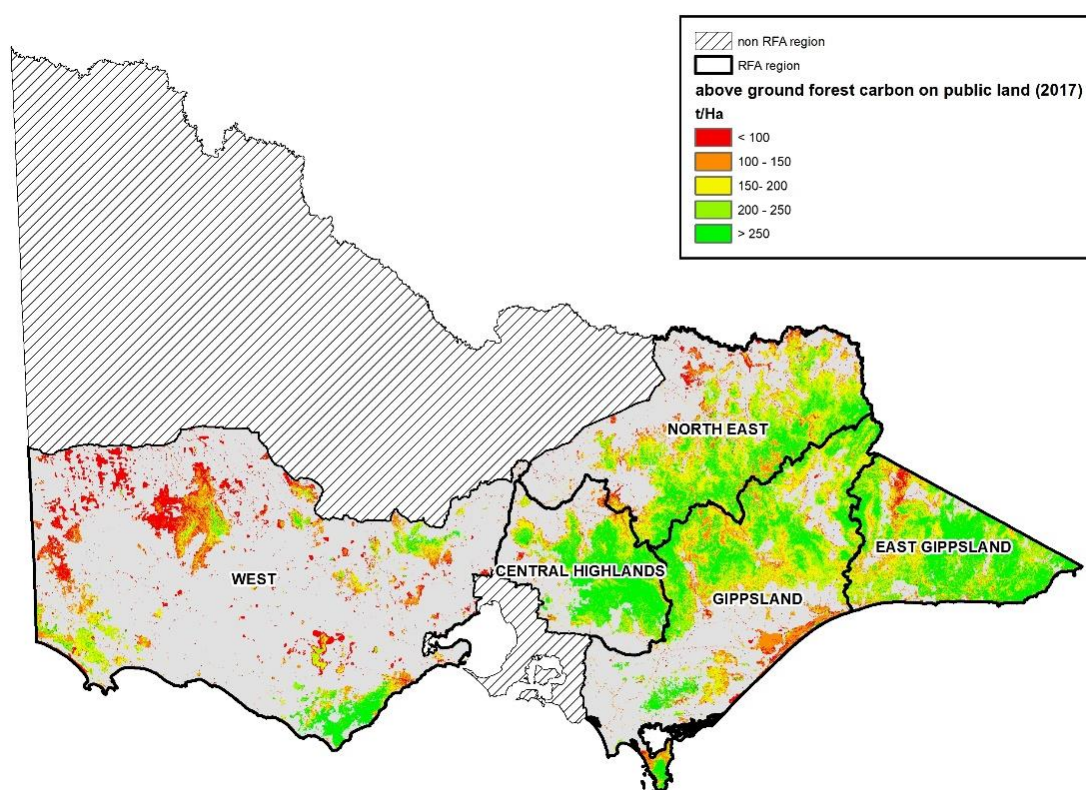 non RFA region
RFA region
above ground forest carbon on public land (2017)
t/Ha
< 100
100 - 150
150- 200
200 - 250
> 250
NORTH EAST
EAST GIPPSLAND
CENTRAL HIGHLANDS
WEST
GIPPSLAND